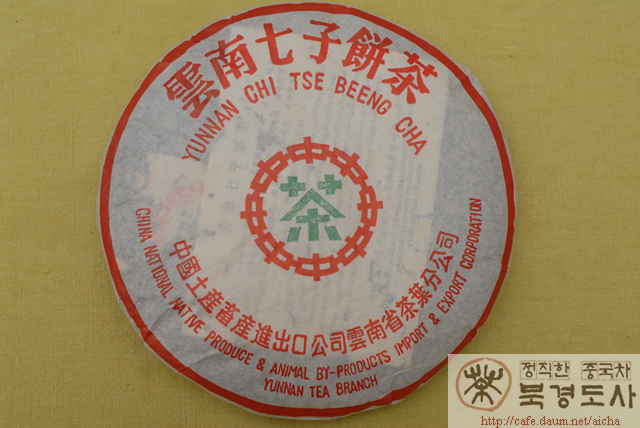 雲南七子餅茶
YUNNAN CHI TSE BEENG CHA
茶
中國土産畜産進出口公司雲南省茶葉分公司
CHINA NATIONAL NATIVE PRODUCE & ANIMAL BY-PRODUCTS IMPORT & EXPORT CORPORATION
YUNNAN TEA BRANCH
茶
정직한 중국차
북경도사
http://cafe.daum.net/aicha